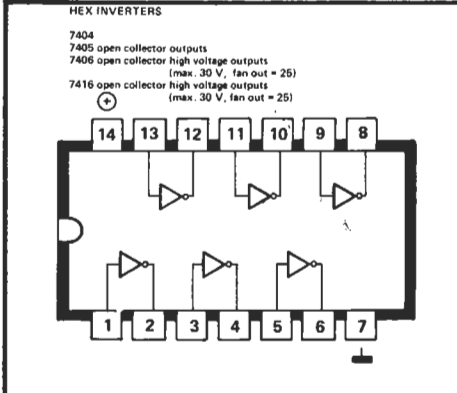 HEX INVERTERS
7404
7405 open collector outputs
7406 open collector high voltage outputs
(max. 30 V, fan out = 25)
7416 open collector high voltage outputs
(max. 30 V, fan out = 25)
+
14 13 12 11 10 9 8
1 2 3 4 5 6 7